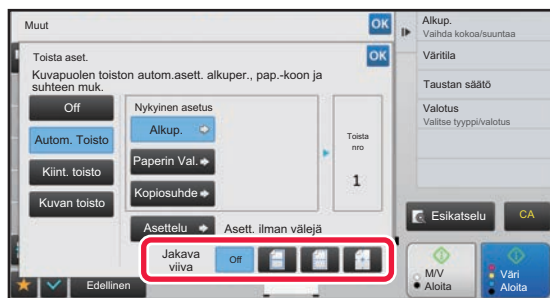 Muut
OK
Toista aset.
OK
Kuvapuolen toiston autom.asett. alkuper., pap.-koon ja
suhteen muk.
Off
Autom. Toisto
Kiint. toisto
Kuvan toisto
Nykyinen asetus
Alkup.
Paperin Val.
Kopiosuhde
Toista
nro
1
Asettelu
Asett. ilman välejä
Jakava
viiva
Off
Edellinen
Alkup.
Vaihda kokoa/suuntaa
Väritila
Taustan säätö
Valotus
Valitse tyyppi/valotus
Esikatselu
CA
M/V
Aloita
Väri
Aloita